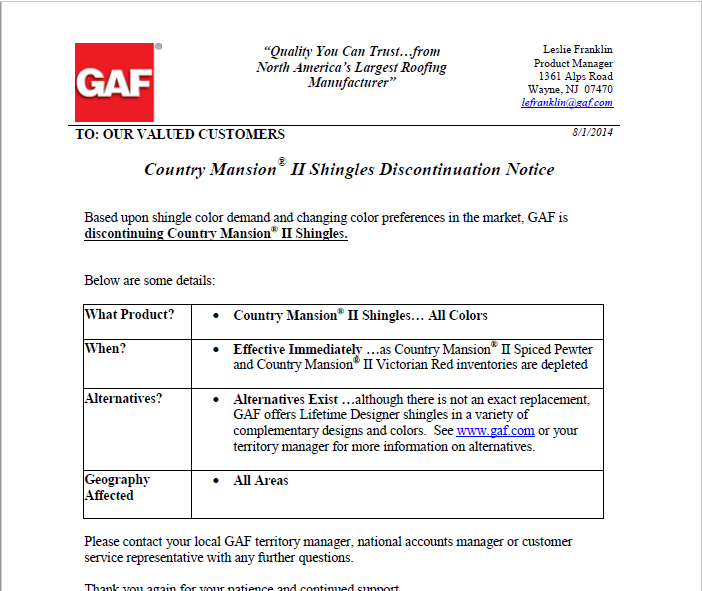 GAF®
“Quality You Can Trust…from
North America’s Largest Roofing
Manufacturer”
Leslie Franklin
Product Manager
1361 Alps Road
Wayne, NJ 07470
lefranklin@gaf.com
TO: OUR VALUED CUSTOMERS
8/1/2014
Country Mansion® II Shingles Discontinuation Notice
Based upon shingle color demand and changing color preferences in the market, GAF is
discontinuing Country Mansion® II Shingles.
Below are some details:
What Product?
• Country Mansion® II Shingles… All Colors
When?
• Effective Immediately …as Country Mansion® II Spiced Pewter
and Country Mansion® II Victorian Red inventories are depleted
Alternatives?
• Alternatives Exist …although there is not an exact replacement,
GAF offers Lifetime Designer shingles in a variety of
complementary designs and colors. See www.gaf.com or your
territory manager for more information on alternatives.
Geography
Affected
• All Areas
Please contact your local GAF territory manager, national accounts manager or customer
service representative with any further questions.
Thank you again for your patience and continued support